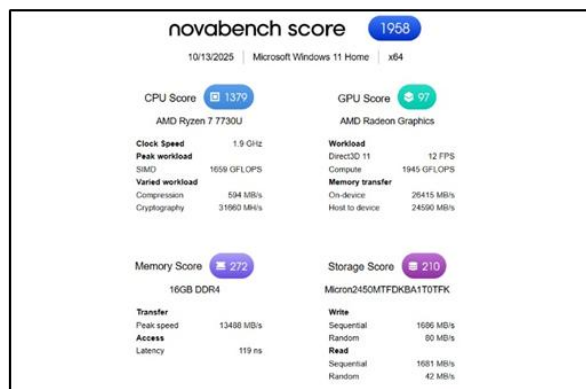 novabench score 1958
10/13/2025 Microsoft Windows 11 Home x64
CPU Score 1379
AMD Ryzen 7 7730U
Clock Speed 1.9 GHz
Peak workload
SIMD 1659 GFLOPS
Varied workload
Compression 594 MB/s
Cryptography 31660 MH/s
GPU Score 97
AMD Radeon Graphics
Workload
Direct3D 11 12 FPS
Compute 1945 GFLOPS
Memory transfer
On-device 26415 MB/s
Host to device 24590 MB/s
Memory Score 272
16GB DDR4
Transfer
Peak speed 13488 MB/s
Access
Latency 119 ns
Storage Score 210
Micron2450MTFDKBA1T0TFK
Write
Sequential 1686 MB/s
Random 80 MB/s
Read
Sequential 1681 MB/s
Random 42 MB/s